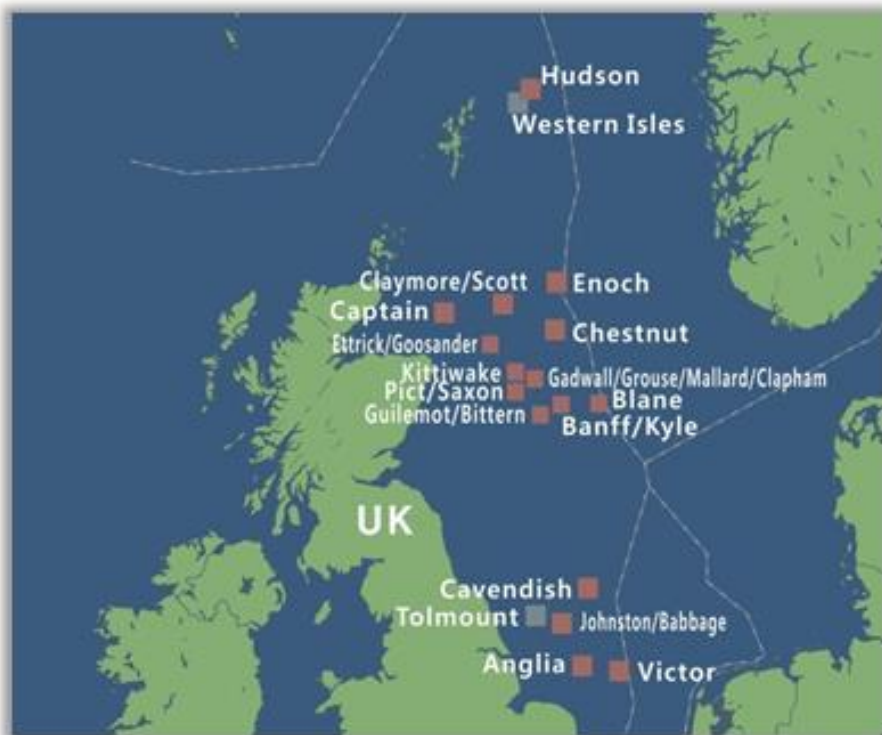 Hudson
Western Isles
Claymore/Scott
Enoch
Captain
Chestnut
Ettrick/Goosander
Kittiwake
Gadwall/Grouse/Mallard/Clapham
Pict/Saxon
Blane
Guilemot/Bittern
Banff/Kyle
UK
Cavendish
Tolmount
Johnston/Babbage
Anglia
Victor